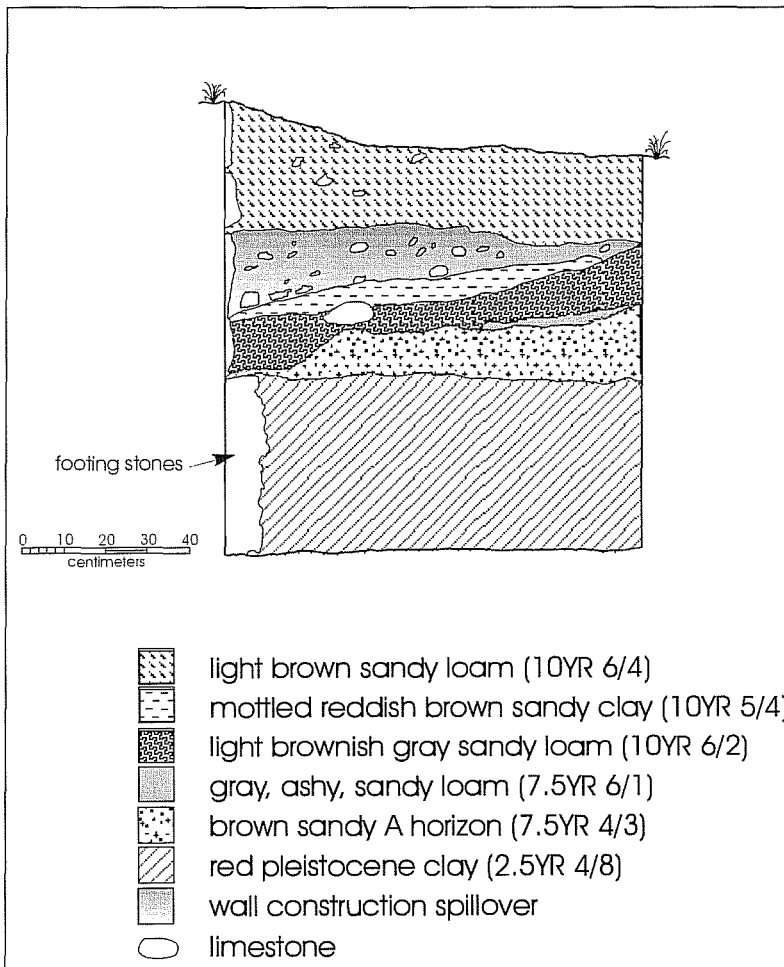 footing stones
0 10 20 30 40
centimeters
light brown sandy loam (10YR 6/4)
mottled reddish brown sandy clay (10YR 5/4)
light brownish gray sandy loam (10YR 6/2)
gray, ashy, sandy loam (7.5YR 6/1)
brown sandy A horizon (7.5YR 4/3)
red pleistocene clay (2.5YR 4/8)
wall construction spillover
limestone